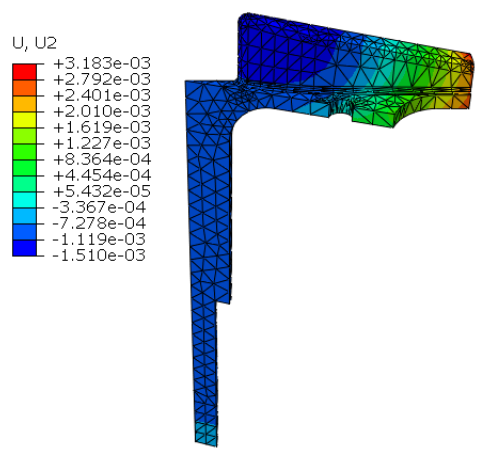 U, U2
+3.183e-03
+2.792e-03
+2.401e-03
+2.010e-03
+1.619e-03
+1.227e-03
+8.364e-04
+4.454e-04
+5.432e-05
-3.367e-04
-7.278e-04
-1.119e-03
-1.510e-03